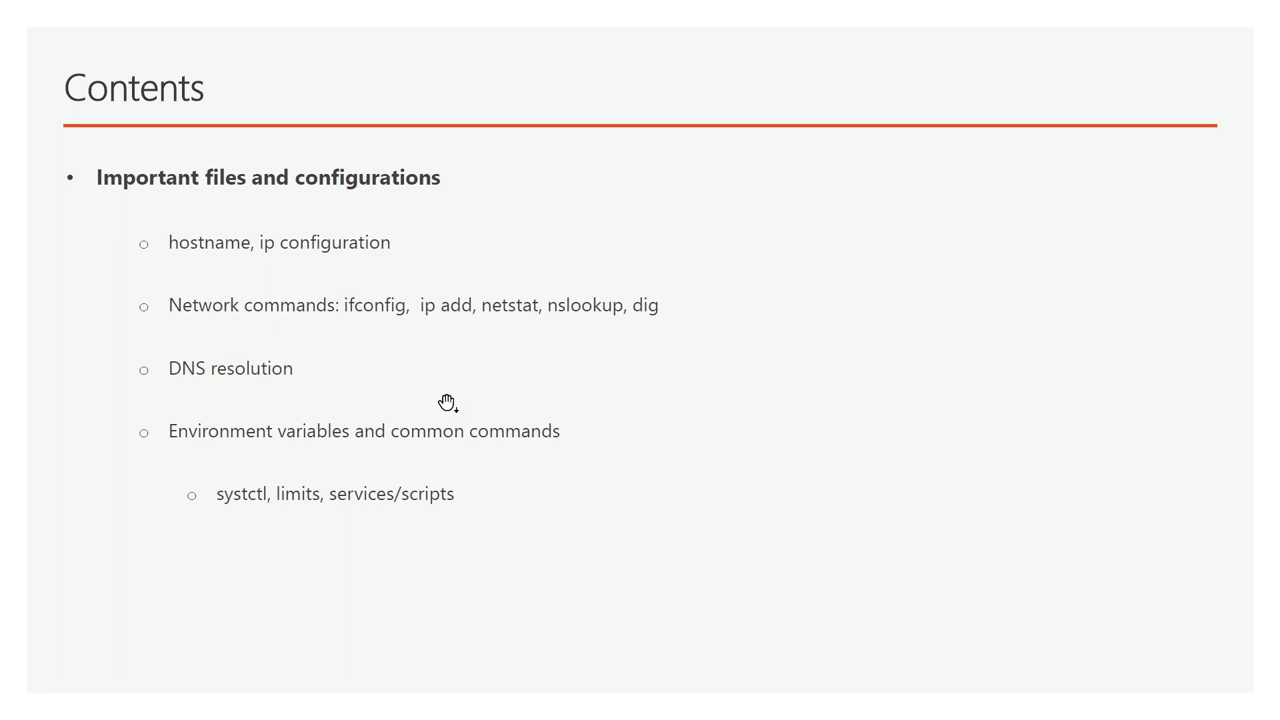 Contents
• Important files and configurations
○ hostname, ip configuration
○ Network commands: ifconfig,  ip add, netstat, nslookup, dig
○ DNS resolution
○ Environment variables and common commands
○ systctl, limits, services/scripts